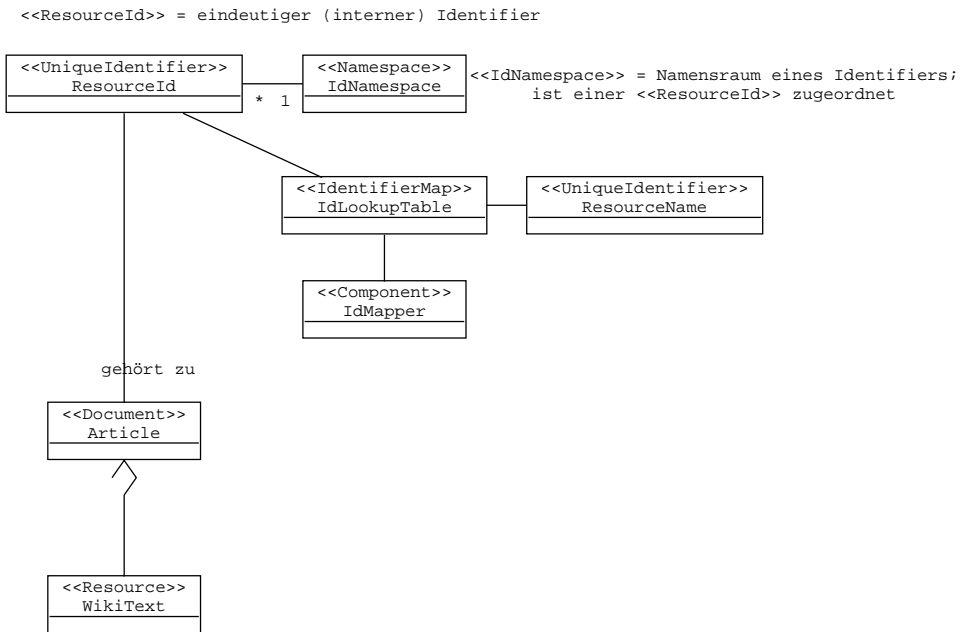 <<ResourceId>> = eindeutiger (interner) Identifier
<<UniqueIdentifier>>
ResourceId
* 1
<<Namespace>>
IdNamespace
<<IdNamespace>> = Namensraum eines Identifiers;
ist einer <<ResourceId>> zugeordnet
<<IdentifierMap>>
IdLookupTable
<<UniqueIdentifier>>
ResourceName
<<Component>>
IdMapper
gehört zu
<<Document>>
Article
<<Resource>>
WikiText